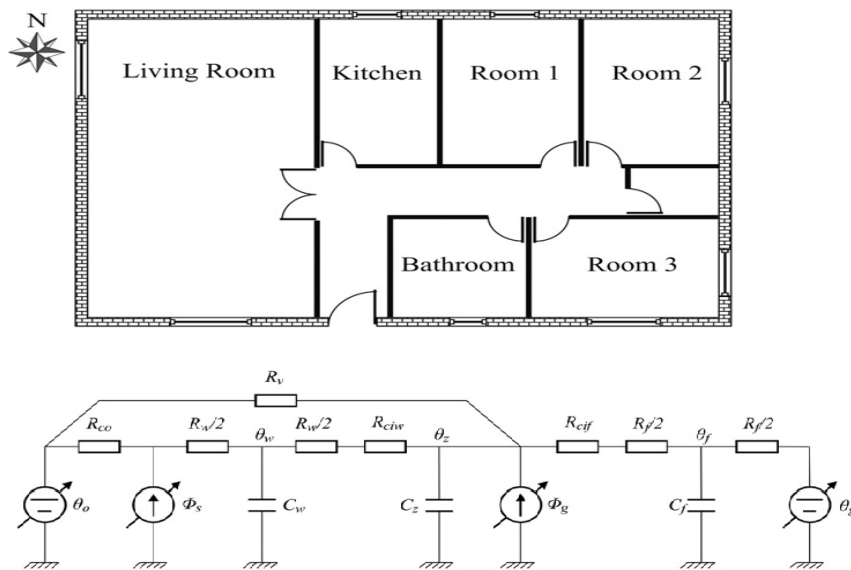 N
Living Room
Kitchen
Room 1
Room 2
Bathroom
Room 3
Rv
Rco
Rw/2
θw
Rw/2
Rciw
θz
Rcif
Rf/2
θf
Rf/2
θo
Φs
Cw
Cz
Φg
Cf